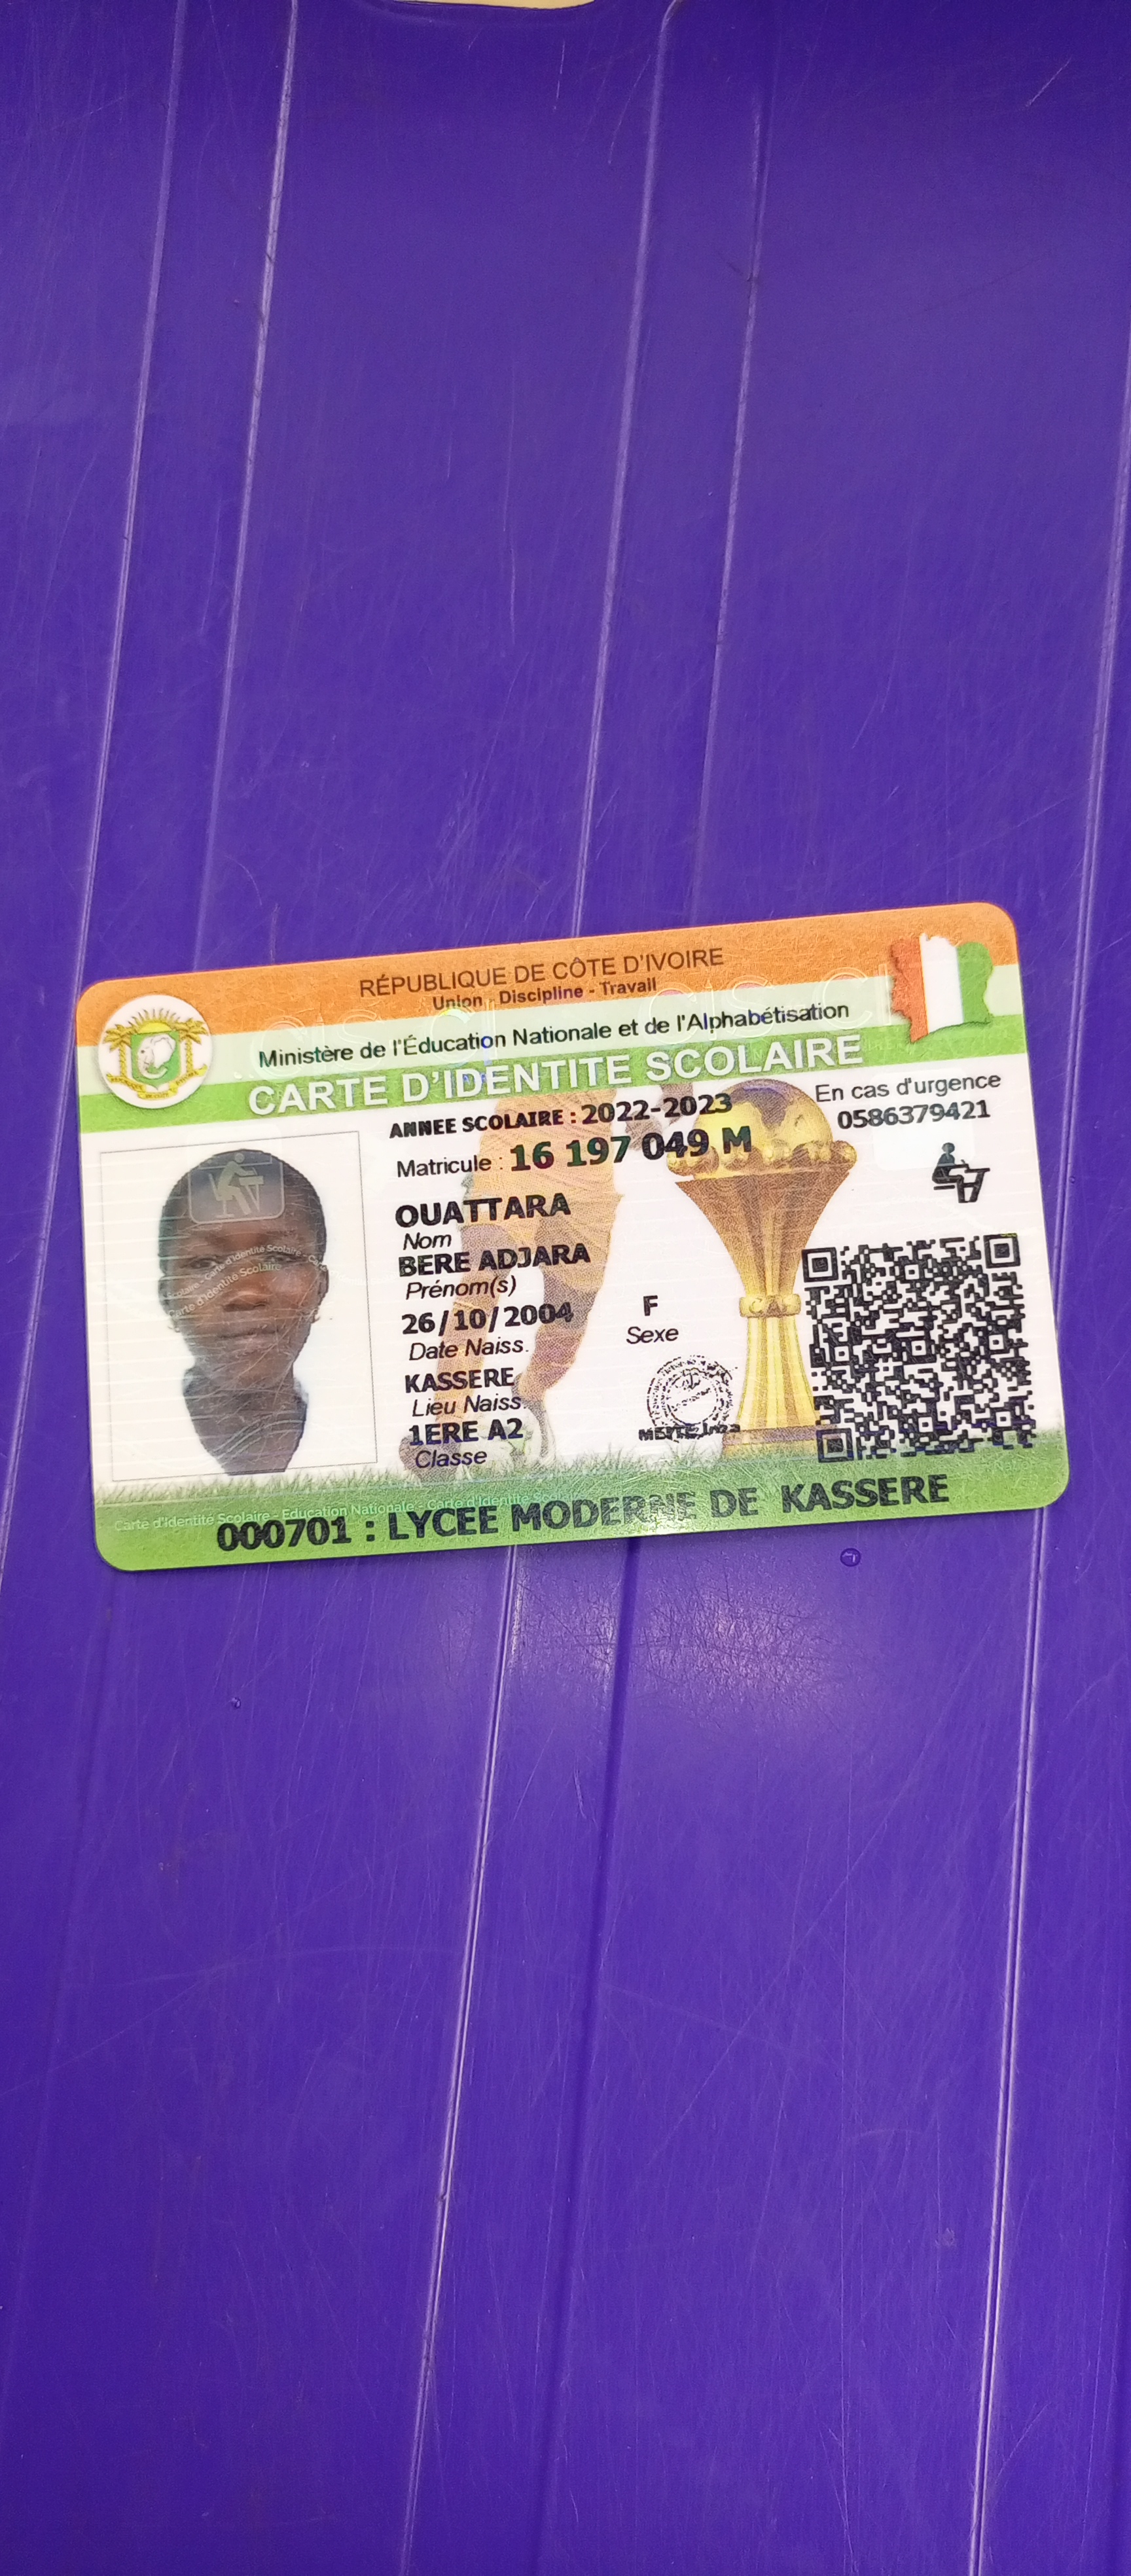 RÉPUBLIQUE DE CÔTE D'IVOIRE
Union - Discipline - Travail
Ministère de l'Éducation Nationale et de l'Alphabétisation
CARTE D'IDENTITE SCOLAIRE
ANNEE SCOLAIRE : 2022-2023
En cas d'urgence
0586379421
Matricule : 16 197 049 M
OUATTARA
Nom
BERE ADJARA
Prénom(s)
26/10/2004
Date Naiss.
F
Sexe
KASSERE
Lieu Naiss.
1ERE A2
Classe
Carte d'Identité Scolaire - Education Nationale - Carte d'Identité Scolaire
000701 : LYCEE MODERNE DE KASSERE